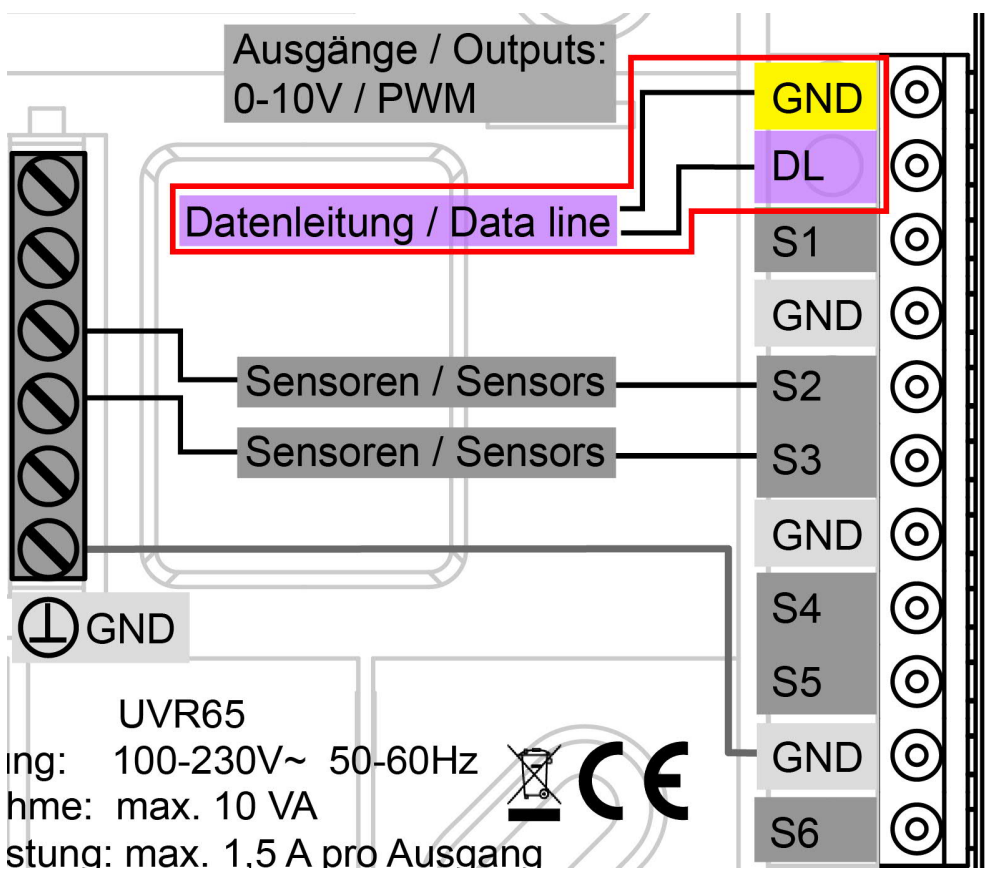 Ausgänge / Outputs:
0-10V / PWM
GND
DL
Datenleitung / Data line
S1
GND
Sensoren / Sensors
S2
Sensoren / Sensors
S3
GND
S4
GND
S5
UVR65
ung: 100-230V~ 50-60Hz
GND
hme: max. 10 VA
S6
stung: max. 1,5 A pro Ausgang
CE